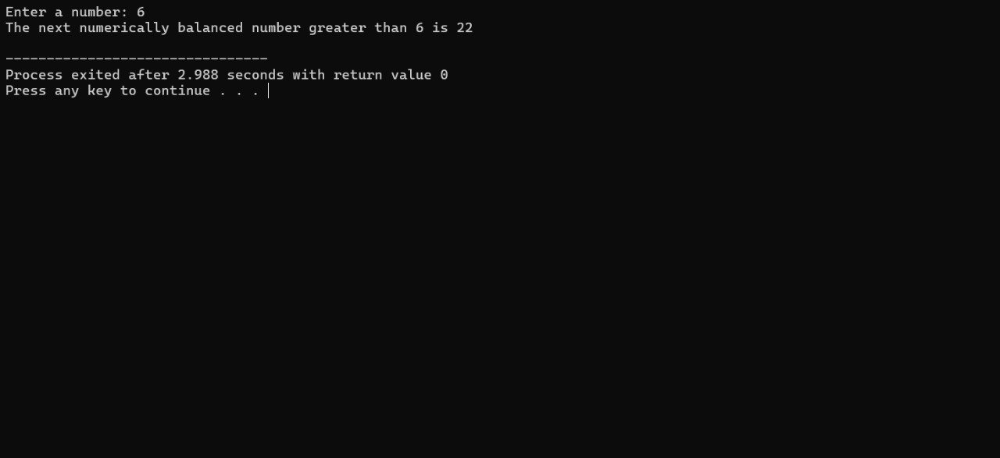 Enter a number: 6
The next numerically balanced number greater than 6 is 22
--------------------------------
Process exited after 2.988 seconds with return value 0
Press any key to continue . . .